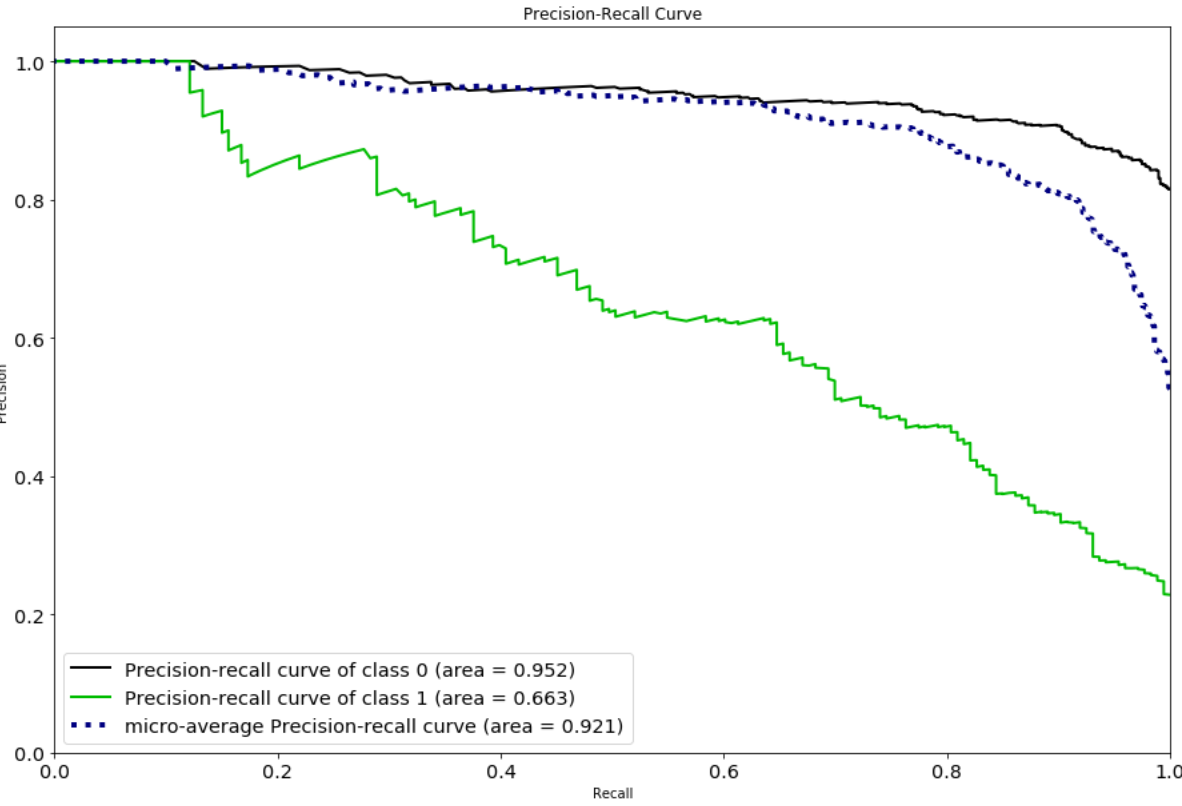 Precision-Recall Curve
1.0
0.8
0.6
Precision
0.4
0.2
0.0
Precision-recall curve of class 0 (area = 0.952)
Precision-recall curve of class 1 (area = 0.663)
micro-average Precision-recall curve (area = 0.921)
0.0 0.2 0.4 0.6 0.8 1.0
Recall